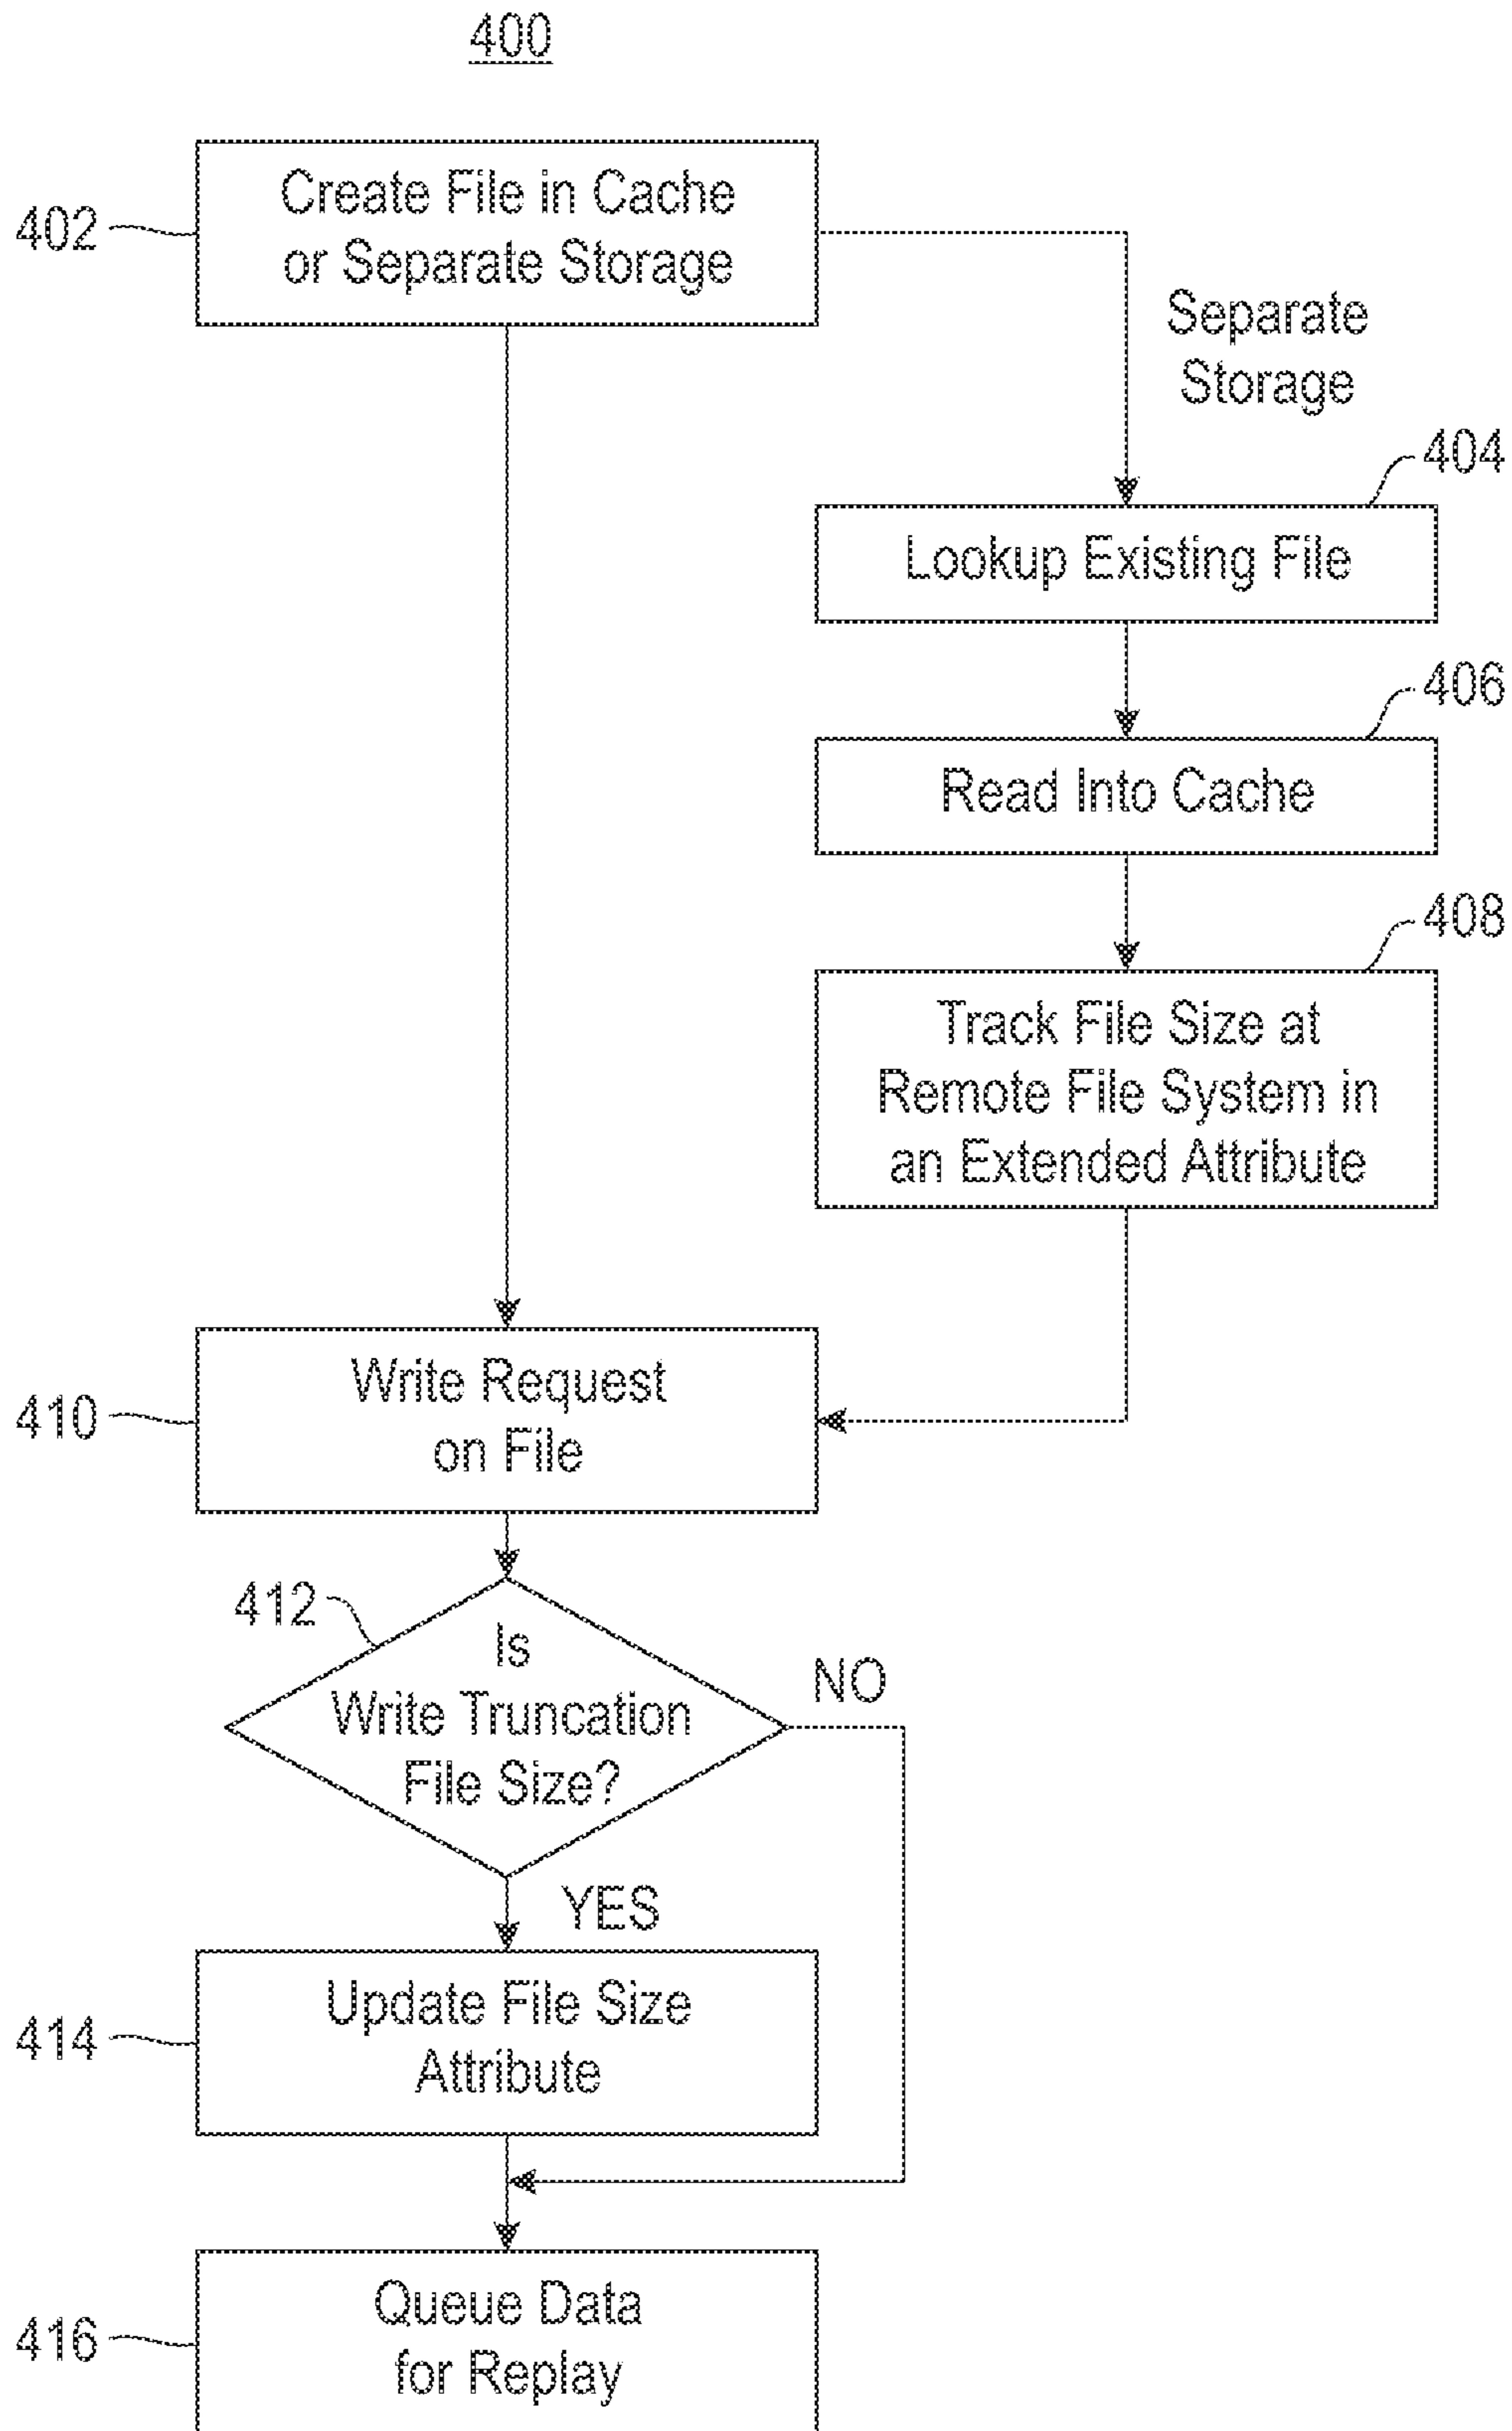 400
402
Create File in Cache
or Separate Storage
Separate
Storage
404
Lookup Existing File
406
Read Into Cache
408
Track File Size at
Remote File System in
an Extended Attribute
410
Write Request
on File
412
Is
Write Truncation
File Size?
NO
YES
414
Update File Size
Attribute
416
Queue Data
for Replay